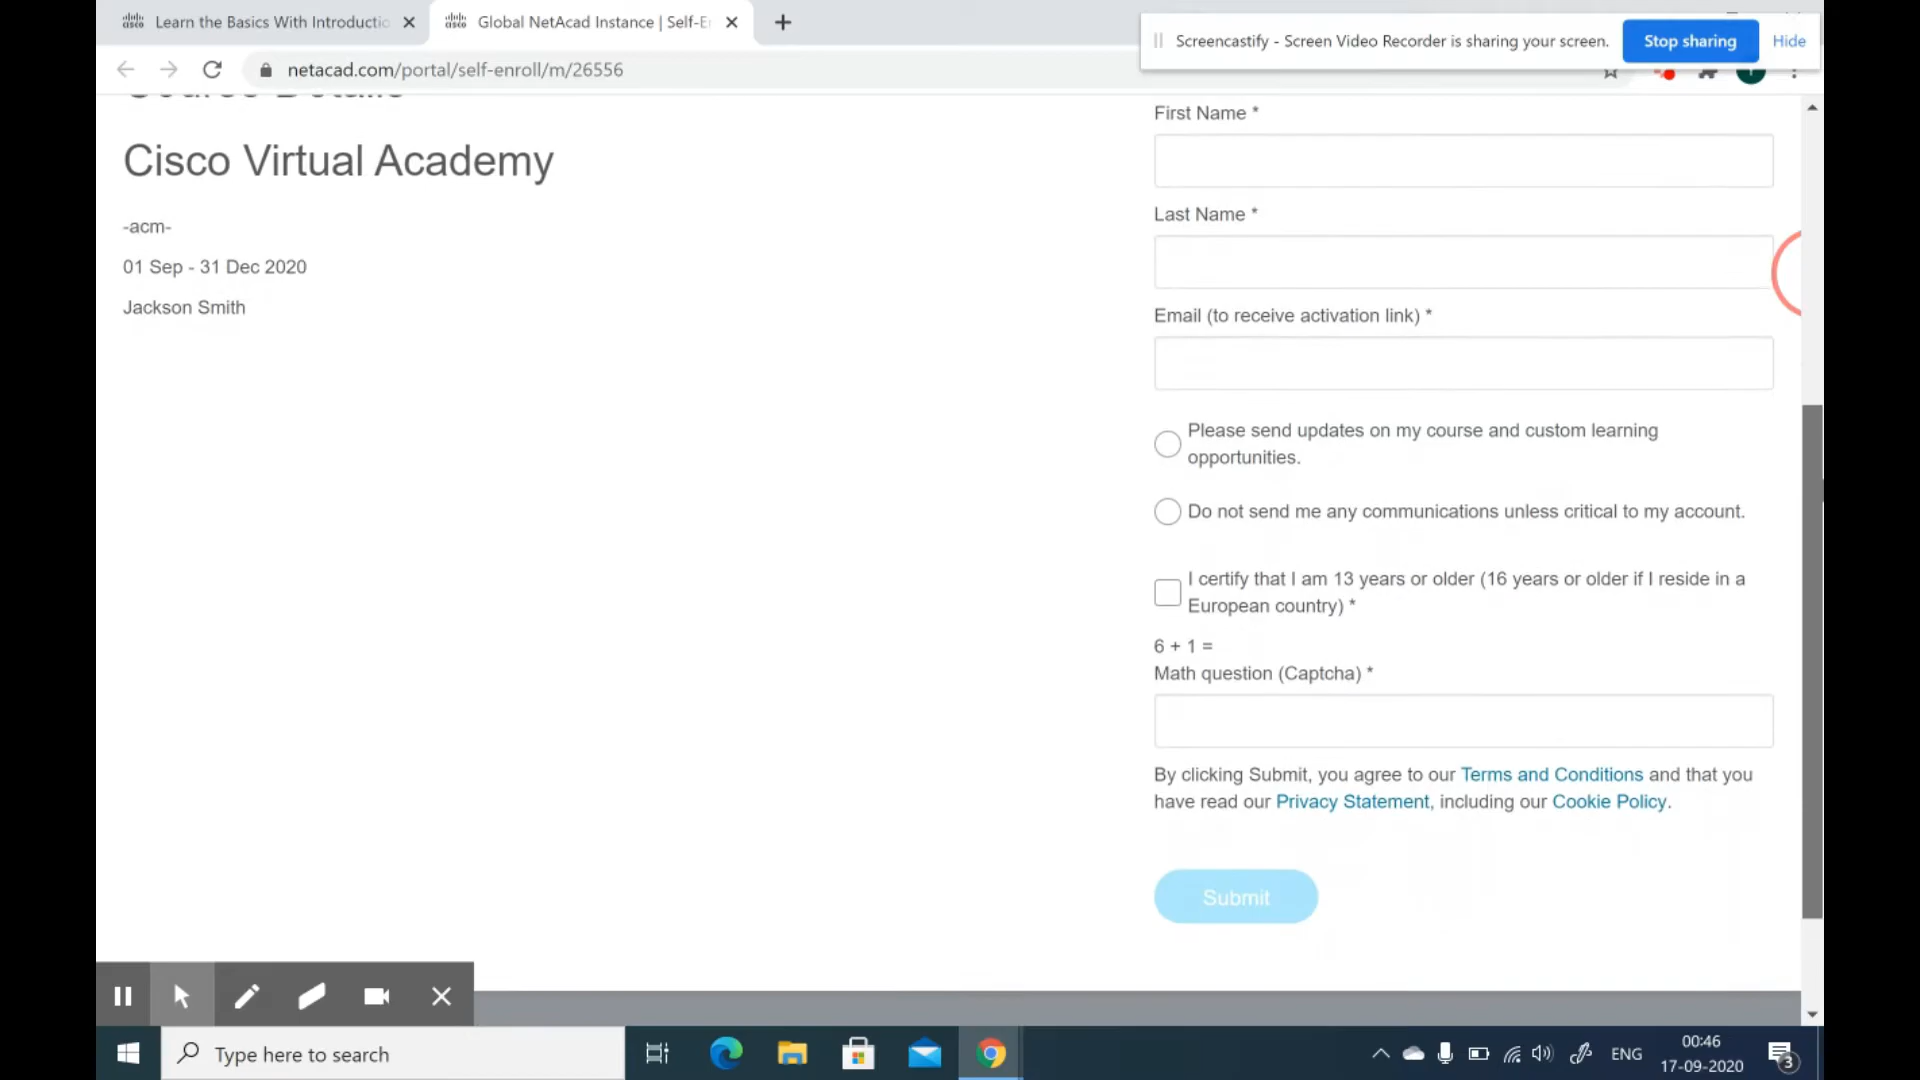 Learn the Basics With Introductio
Global NetAcad Instance | Self-E
Screencastify - Screen Video Recorder is sharing your screen.
Stop sharing
Hide
netacad.com/portal/self-enroll/m/26556
Course Details
Cisco Virtual Academy
-acm-
01 Sep - 31 Dec 2020
Jackson Smith
First Name *
Last Name *
Email (to receive activation link) *
Please send updates on my course and custom learning
opportunities.
Do not send me any communications unless critical to my account.
I certify that I am 13 years or older (16 years or older if I reside in a
European country) *
6 + 1 =
Math question (Captcha) *
By clicking Submit, you agree to our Terms and Conditions and that you
have read our Privacy Statement, including our Cookie Policy.
Submit
Type here to search
ENG
00:46
17-09-2020
3